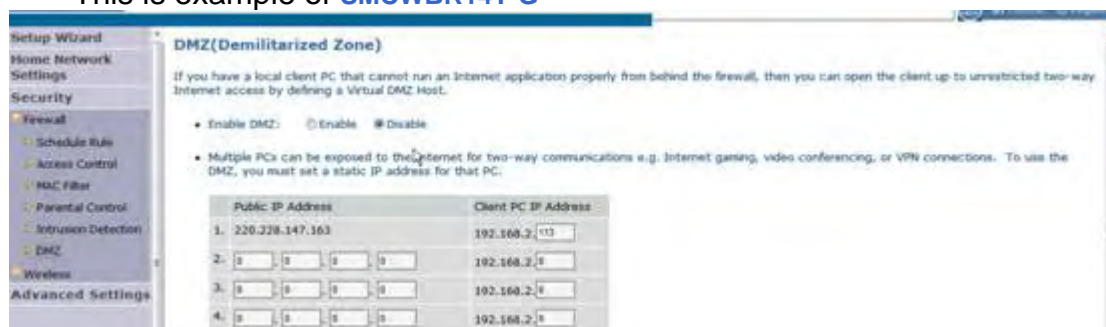 This is example of SMCWBR14T-G
Setup Wizard
Home Network
Settings
Security
Firewall
Schedule Rule
Access Control
MAC Filter
Parental Control
Intrusion Detection
DMZ
Wireless
Advanced Settings
DMZ(Demilitarized Zone)
If you have a local client PC that cannot run an Internet application properly from behind the firewall, then you can open the client up to unrestricted two-way
Internet access by defining a Virtual DMZ Host.
• Enable DMZ: Enable Disable
• Multiple PCs can be exposed to the Internet for two-way communications e.g. Internet gaming, video conferencing, or VPN connections. To use the
DMZ, you must set a static IP address for that PC.
Public IP Address Client PC IP Address
1. 220.228.147.163 192.168.2.113
2. 0 . 0 . 0 . 0 192.168.2.0
3. 0 . 0 . 0 . 0 192.168.2.0
4. 0 . 0 . 0 . 0 192.168.2.0